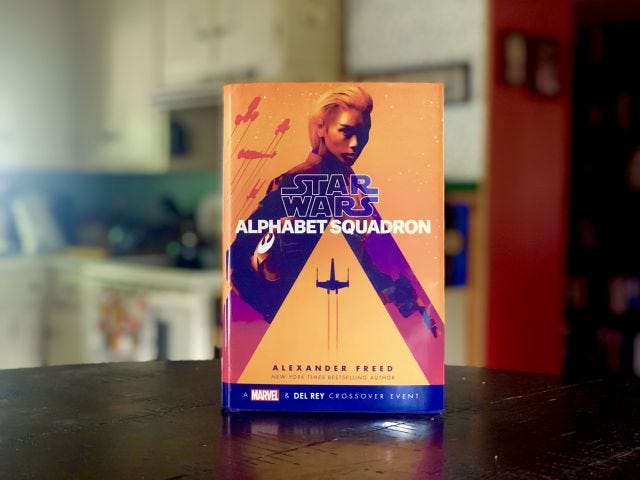 STAR
WARS
ALPHABET SQUADRON
ALEXANDER FREED
NEW YORK TIMES BESTSELLING AUTHOR
A MARVEL & DEL REY CROSSOVER EVENT